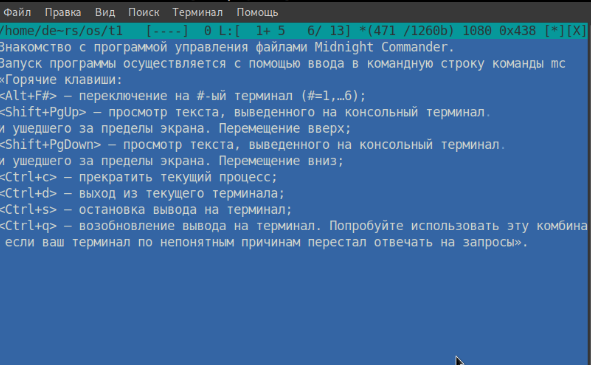 Файл Правка Вид Поиск Терминал Помощь
/home/de~rs/os/t1 [----] 0 L:[ 1+ 5 6/ 13] *(471 /1260b) 1080 0x438 [*][X]
Знакомство с программой управления файлами Midnight Commander.
Запуск программы осуществляется с помощью ввода в командную строку команды mc
«Горячие клавиши:
<Alt+F#> — переключение на #-ый терминал (#=1,…6);
<Shift+PgUp> — просмотр текста, выведенного на консольный терминал.
и ушедшего за пределы экрана. Перемещение вверх;
<Shift+PgDown> — просмотр текста, выведенного на консольный терминал.
и ушедшего за пределы экрана. Перемещение вниз;
<Ctrl+c> — прекратить текущий процесс;
<Ctrl+d> — выход из текущего терминала;
<Ctrl+s> — остановка вывода на терминал;
<Ctrl+q> — возобновление вывода на терминал. Попробуйте использовать эту комбина
если ваш терминал по непонятным причинам перестал отвечать на запросы».